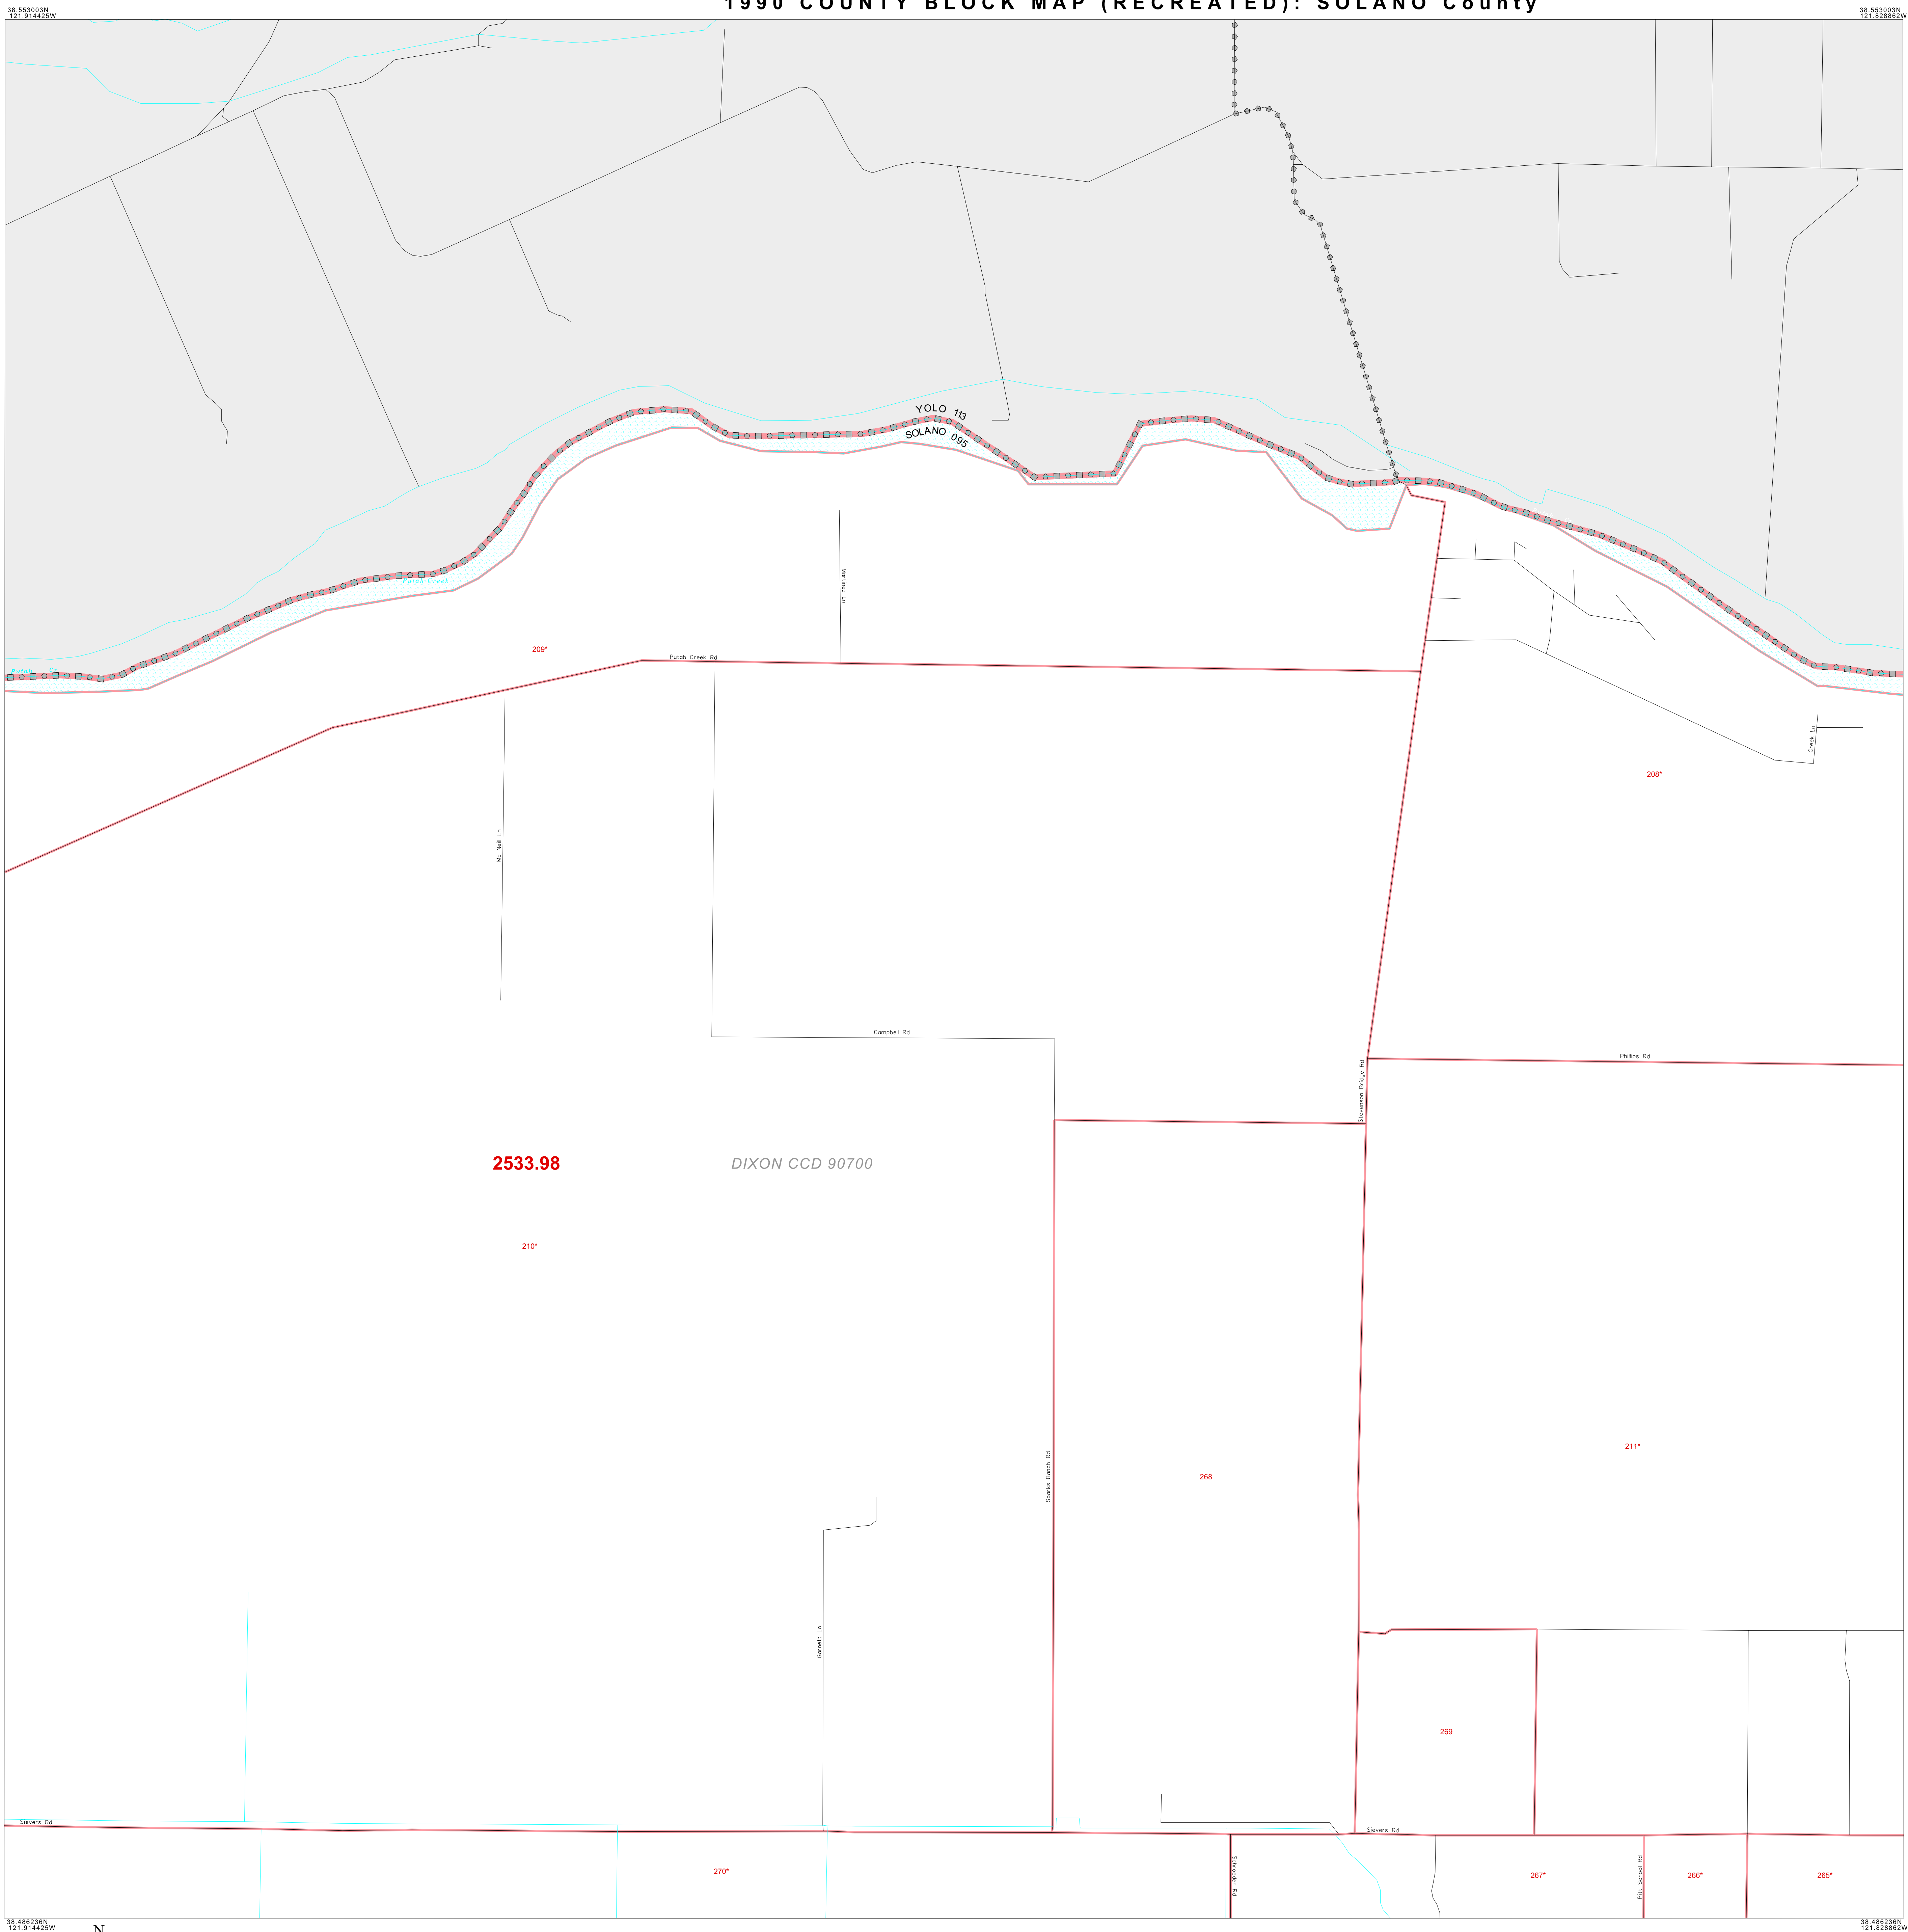 1990 COUNTY BLOCK MAP (RECREATED): SOLANO County
38.553003N
121.914425W
38.553003N
121.828862W
YOLO 113
SOLANO 095
Putah Creek
Martinez Ln
209*
Putah Creek Rd
Putah Cr
Creek Ln
208*
Mc Neill Ln
Campbell Rd
Phillips Rd
Stevenson Bridge Rd
2533.98
DIXON CCD 90700
210*
211*
Sparks Ranch Rd
268
Garnett Ln
269
Sievers Rd
Sievers Rd
270*
Schroeder Rd
267*
Pitt School Rd
266*
265*
38.486236N
121.914425W
N
38.486236N
121.828862W